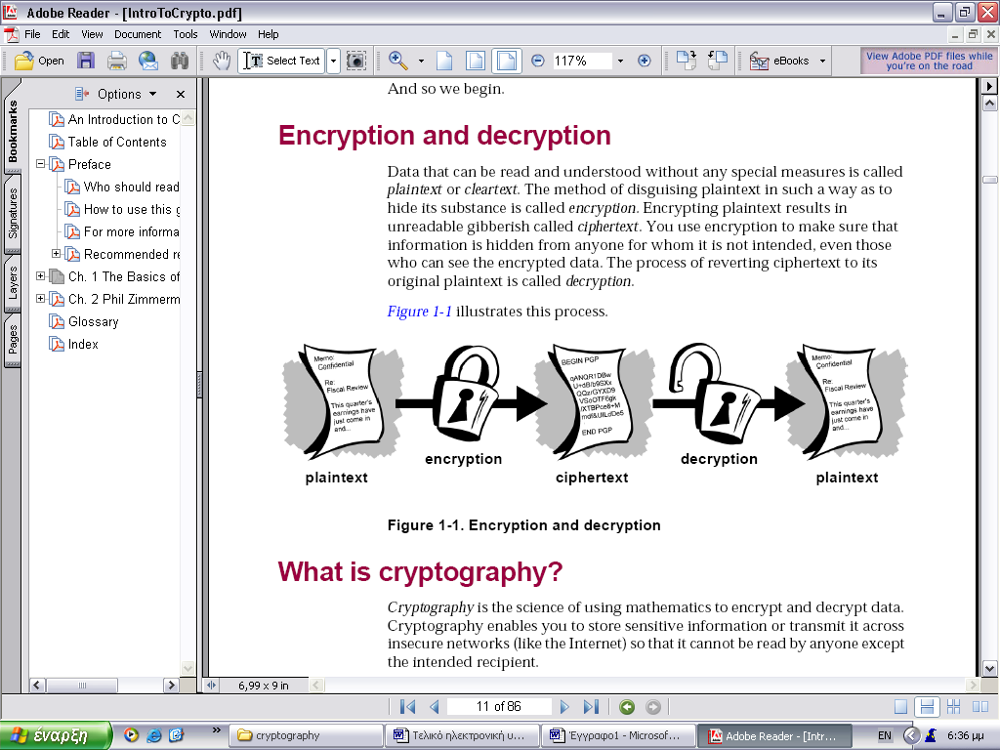 Adobe Reader - [IntroToCrypto.pdf]
File Edit View Document Tools Window Help
Open Select Text 117% eBooks View Adobe PDF files while
you're on the road
Options
Bookmarks
Signatures
Layers
Pages
An Introduction to C
Table of Contents
Preface
Who should read
How to use this g
For more informa
Recommended re
Ch. 1 The Basics of
Ch. 2 Phil Zimmerm
Glossary
Index
And so we begin.
Encryption and decryption
Data that can be read and understood without any special measures is called
plaintext or cleartext. The method of disguising plaintext in such a way as to
hide its substance is called encryption. Encrypting plaintext results in
unreadable gibberish called ciphertext. You use encryption to make sure that
information is hidden from anyone for whom it is not intended, even those
who can see the encrypted data. The process of reverting ciphertext to its
original plaintext is called decryption.
Figure 1-1 illustrates this process.
Memo:
Confidential
Re:
Fiscal Review
This quarter's
earnings have
just come in
and...
plaintext
encryption
BEGIN PGP
END PGP
ciphertext
decryption
Memo:
Confidential
Re:
Fiscal Review
This quarter's
earnings have
just come in
and...
plaintext
Figure 1-1. Encryption and decryption
What is cryptography?
Cryptography is the science of using mathematics to encrypt and decrypt data.
Cryptography enables you to store sensitive information or transmit it across
insecure networks (like the Internet) so that it cannot be read by anyone except
the intended recipient.
6,99 x 9 in
11 of 86
έναρξη » cryptography Τελικό ηλεκτρονική υ... Έγγραφο1 - Microsof... Adobe Reader - [Intr... EN 6:36 μμ